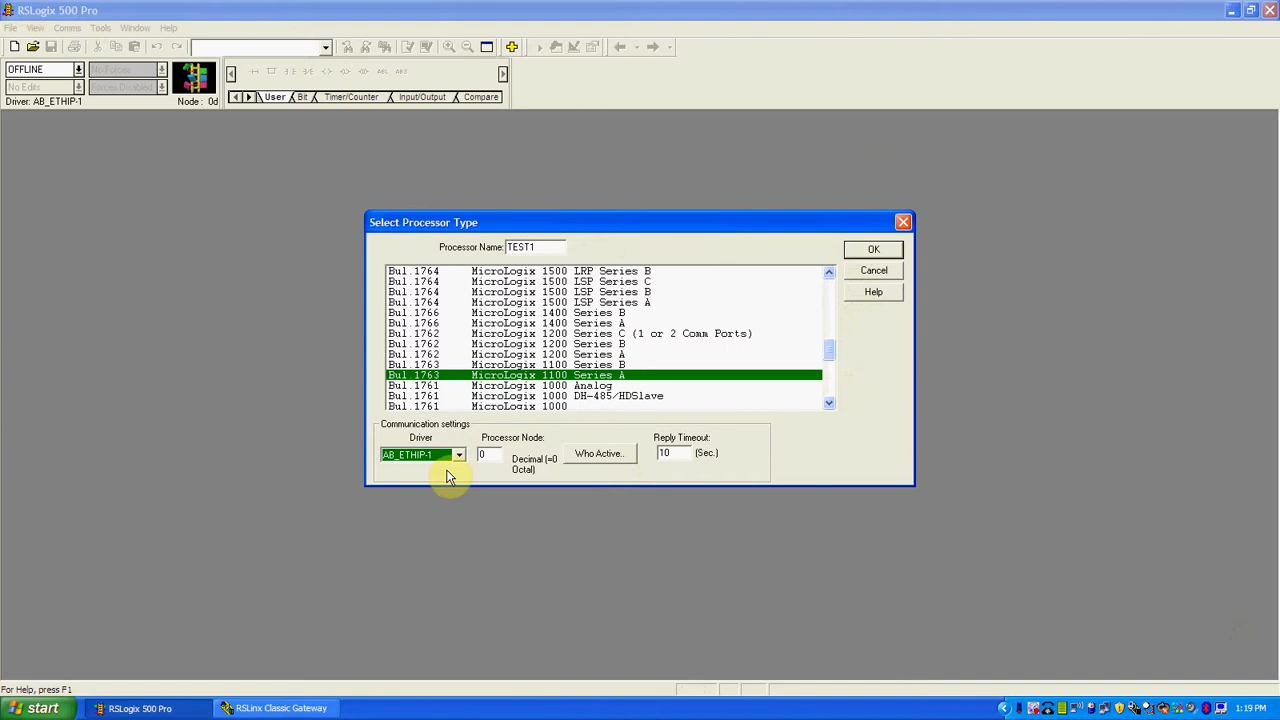 RSLogix 500 Pro
File View Comms Tools Window Help
OFFLINE No Forces
No Edits Forces Disabled
Driver: AB_ETHIP-1 Node : 0d
User Bit Timer/Counter Input/Output Compare
Select Processor Type
Processor Name: TEST1
OK
Cancel
Help
Bul.1764 MicroLogix 1500 LRP Series B
Bul.1764 MicroLogix 1500 LSP Series C
Bul.1764 MicroLogix 1500 LSP Series B
Bul.1764 MicroLogix 1500 LSP Series A
Bul.1766 MicroLogix 1400 Series B
Bul.1766 MicroLogix 1400 Series A
Bul.1762 MicroLogix 1200 Series C (1 or 2 Comm Ports)
Bul.1762 MicroLogix 1200 Series B
Bul.1762 MicroLogix 1200 Series A
Bul.1763 MicroLogix 1100 Series B
Bul.1763 MicroLogix 1100 Series A
Bul.1761 MicroLogix 1000 Analog
Bul.1761 MicroLogix 1000 DH-485/HDSlave
Bul.1761 MicroLogix 1000
Communication settings
Driver Processor Node: Reply Timeout:
AB_ETHIP-1 0 Decimal (=0 Octal) Who Active.. 10 (Sec.)
For Help, press F1
start RSLogix 500 Pro RSLinx Classic Gateway 1:19 PM